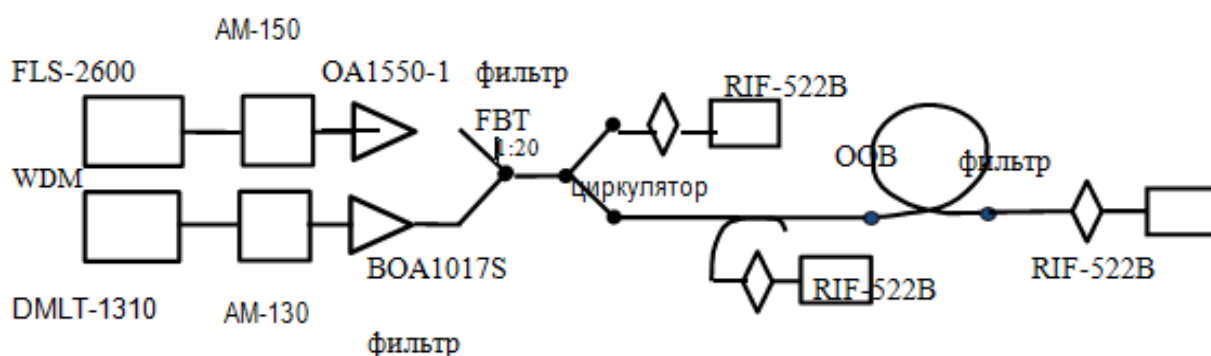 AM-150
FLS-2600
OA1550-1
фильтр
RIF-522B
FBT
1:20
ООВ
фильтр
WDM
циркулятор
BOA1017S
RIF-522B
RIF-522B
DMLT-1310
AM-130
фильтр